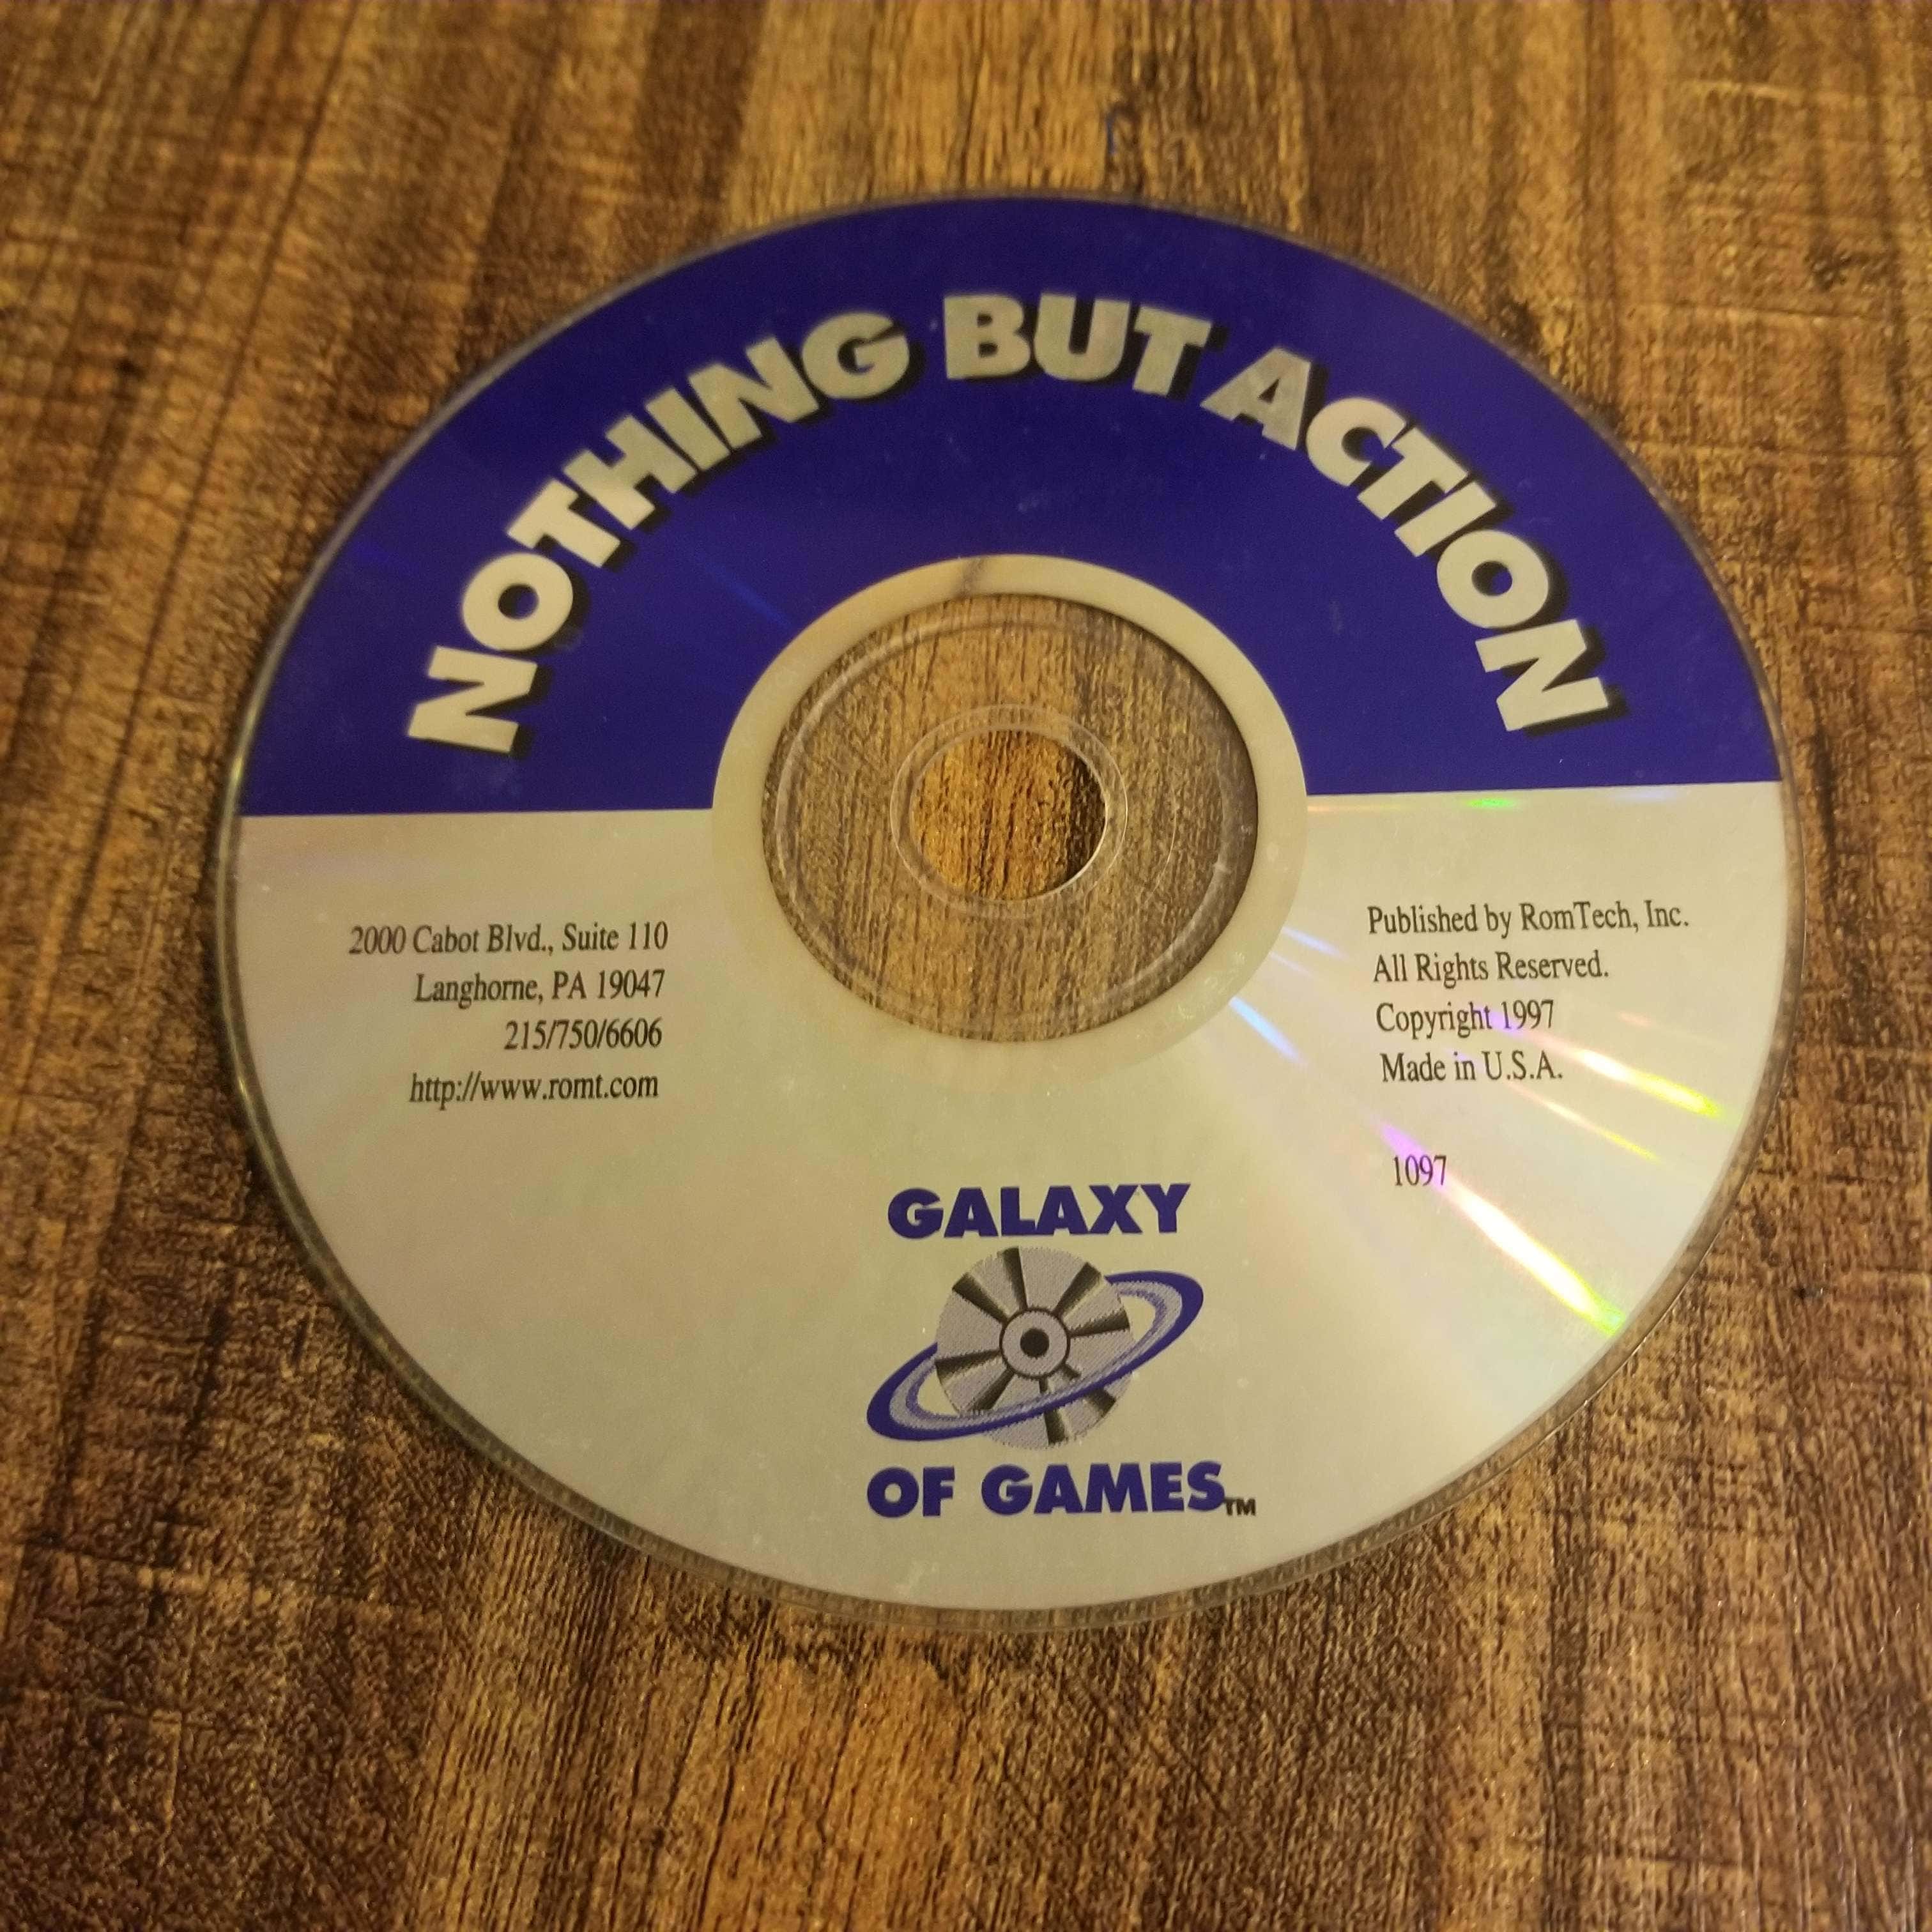 NOTHING BUT ACTION
2000 Cabot Blvd., Suite 110
Langhorne, PA 19047
215/750/6606
http://www.romt.com
Published by RomTech, Inc.
All Rights Reserved.
Copyright 1997
Made in U.S.A.
1097
GALAXY
OF GAMES™